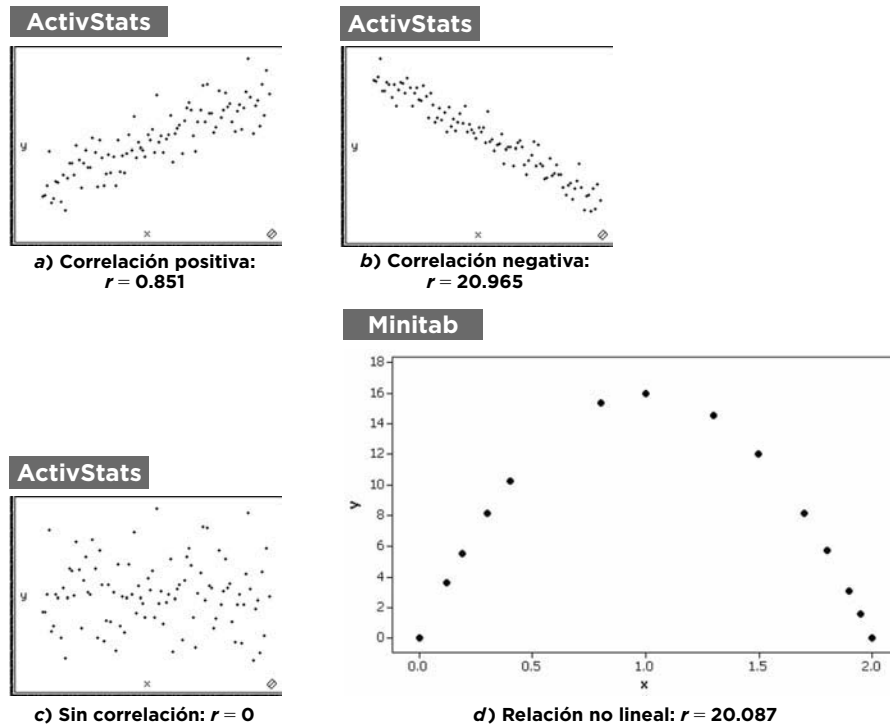 ActivStats
y
x
a) Correlación positiva:
r = 0.851
ActivStats
y
x
b) Correlación negativa:
r = 20.965
ActivStats
y
x
c) Sin correlación: r = 0
Minitab
18
16
14
12
10
8
6
4
2
0
y
0.0 0.5 1.0 1.5 2.0
x
d) Relación no lineal: r = 20.087